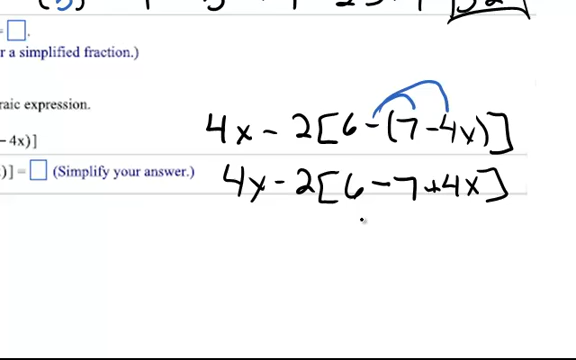 = .
r a simplified fraction.)
raic expression.
4x - 2[6-(7-4x)]
- 4x)]
)] = (Simplify your answer.)
4x - 2[6-7+4x]